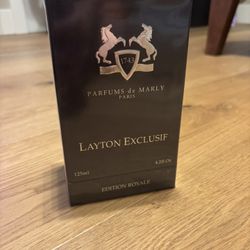 1743
PARFUMS de MARLY
PARIS
LAYTON EXCLUSIF
125ml 4.2fl Oz
EDITION ROYALE